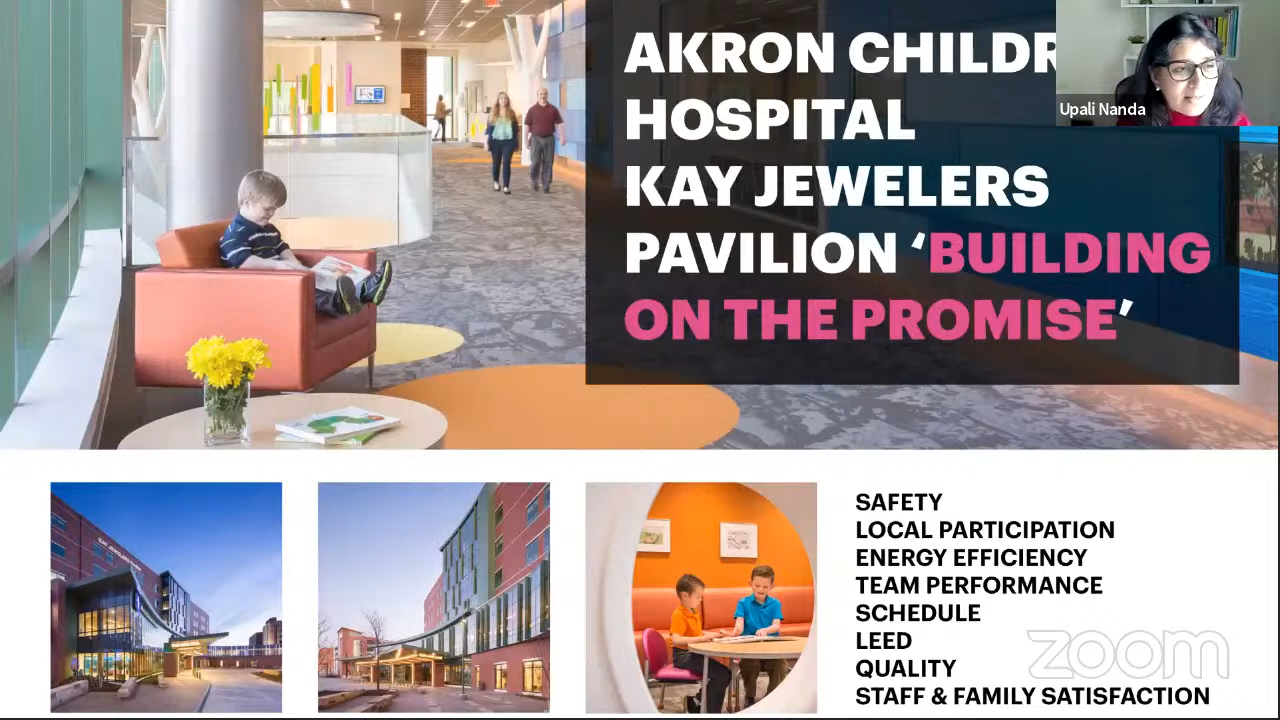 AKRON CHILDR
HOSPITAL
KAY JEWELERS
PAVILION ‘BUILDING
ON THE PROMISE’
Upali Nanda
SAFETY
LOCAL PARTICIPATION
ENERGY EFFICIENCY
TEAM PERFORMANCE
SCHEDULE
LEED
QUALITY
STAFF & FAMILY SATISFACTION
zoom